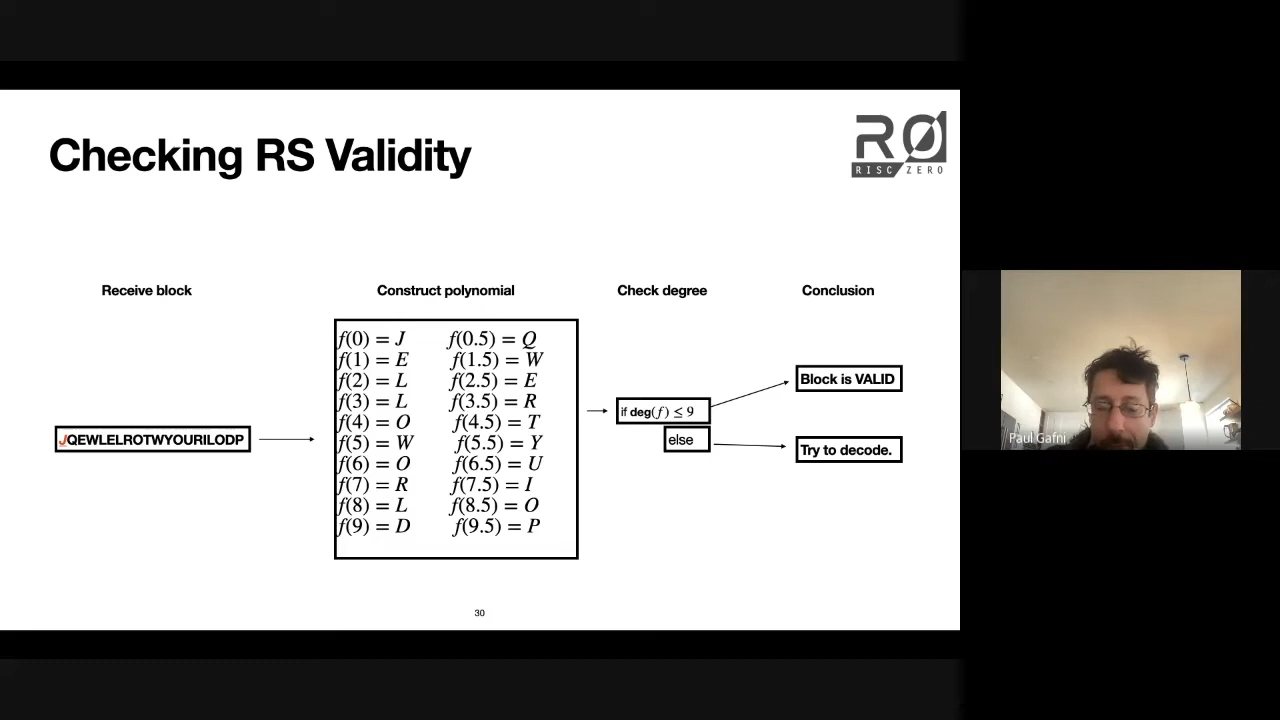 Checking RS Validity
RISC ZERO
Receive block
Construct polynomial
Check degree
Conclusion
JQEWLELROTWYOURILODP
f(0) = J f(0.5) = Q
f(1) = E f(1.5) = W
f(2) = L f(2.5) = E
f(3) = L f(3.5) = R
f(4) = O f(4.5) = T
f(5) = W f(5.5) = Y
f(6) = O f(6.5) = U
f(7) = R f(7.5) = I
f(8) = L f(8.5) = O
f(9) = D f(9.5) = P
if deg(f) ≤ 9
else
Block is VALID
Try to decode.
30
Paul Gafni